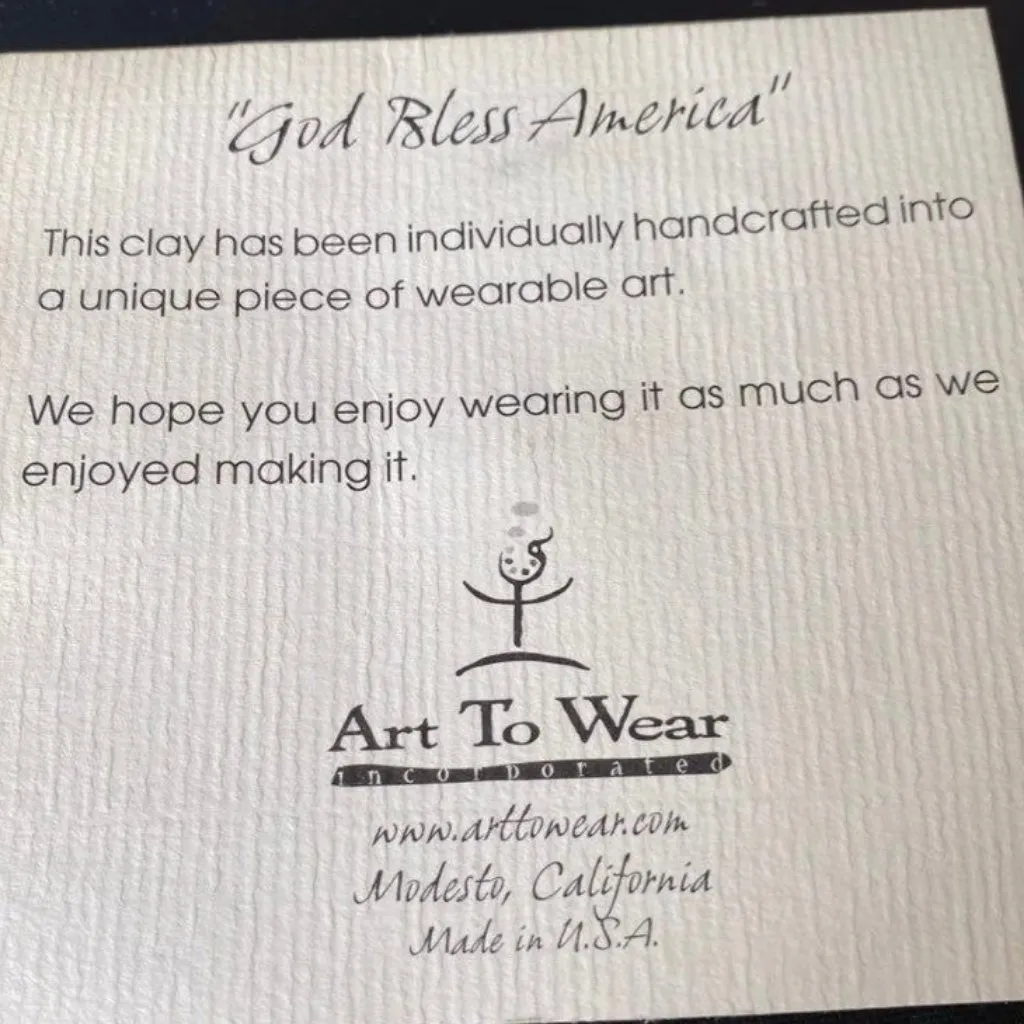 "God Bless America"
This clay has been individually handcrafted into
a unique piece of wearable art.
We hope you enjoy wearing it as much as we
enjoyed making it.
Art To Wear
incorporated
www.arttowear.com
Modesto, California
Made in U.S.A.